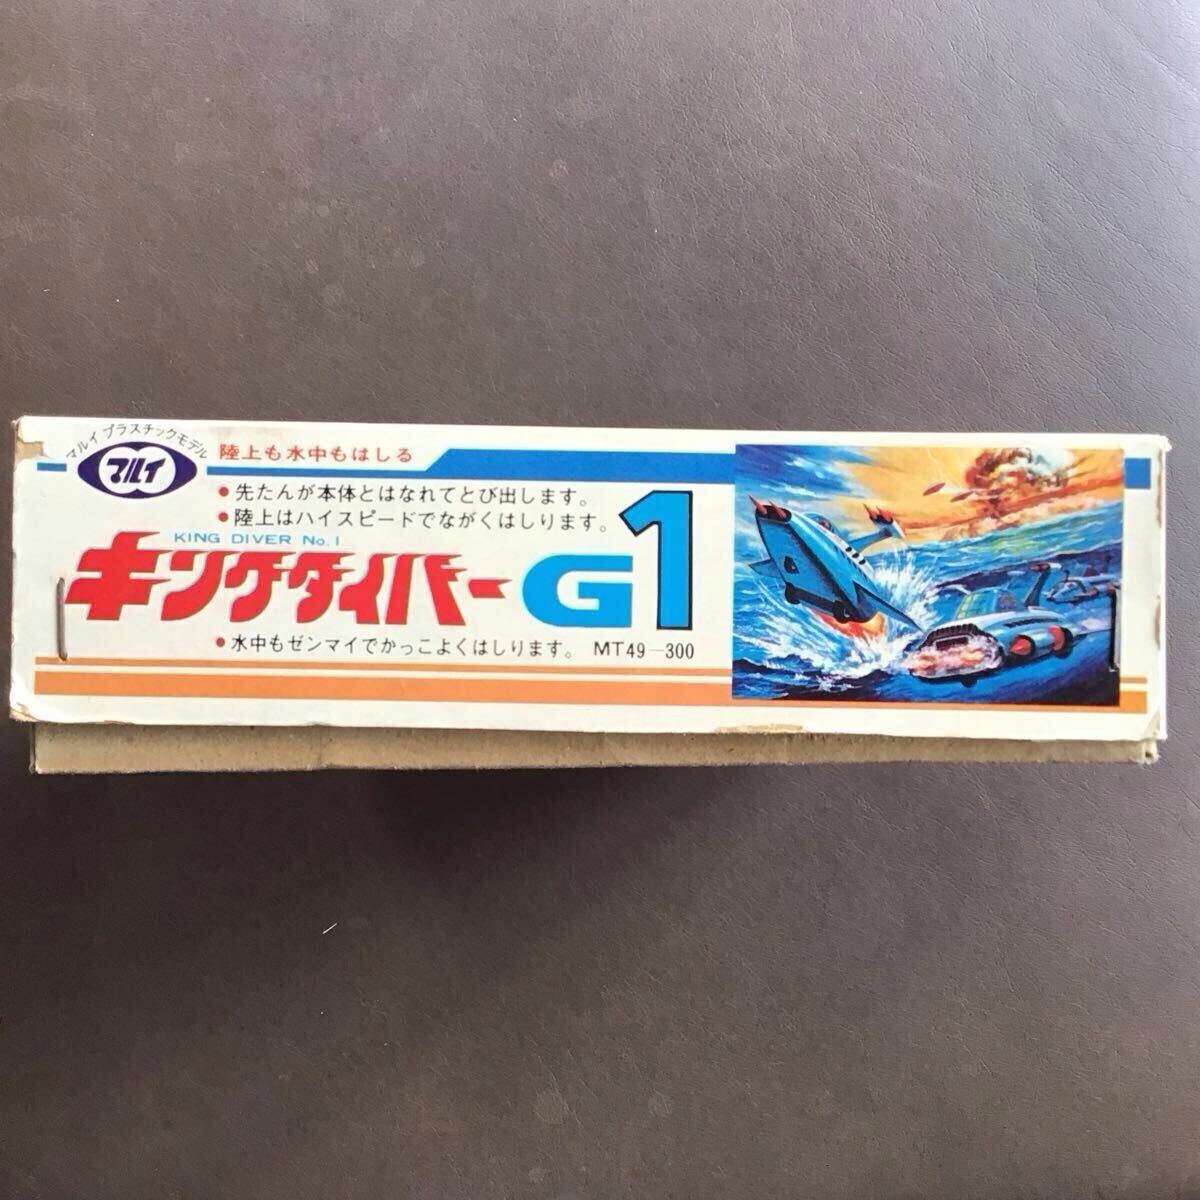 マルイ プラスチックモデル
マルイ
陸上も水中もはしる
●先たんが本体とはなれてとび出します。
●陸上はハイスピードでながくはしります。
KING DIVER No.1
キングダイバー G1
●水中もゼンマイでかっこよくはしります。 MT49-300